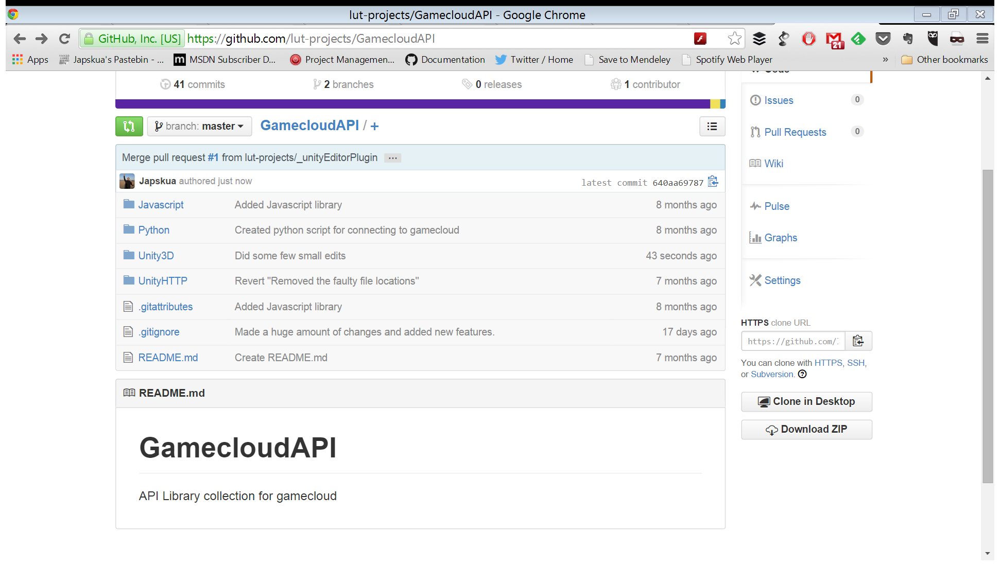 lut-projects/GamecloudAPI - Google Chrome
GitHub, Inc. [US] https://github.com/lut-projects/GamecloudAPI
21
Apps Japskua's Pastebin - ... m MSDN Subscriber D... Project Managemen... Documentation Twitter / Home Save to Mendeley Spotify Web Player » Other bookmarks
41 commits 2 branches 0 releases 1 contributor
Code
Issues 0
Pull Requests 0
Wiki
Pulse
Graphs
Settings
HTTPS clone URL
https://github.com/
You can clone with HTTPS, SSH,
or Subversion.
Clone in Desktop
Download ZIP
branch: master GamecloudAPI / +
Merge pull request #1 from lut-projects/_unityEditorPlugin ...
Japskua authored just now latest commit 640aa69787
Javascript Added Javascript library 8 months ago
Python Created python script for connecting to gamecloud 8 months ago
Unity3D Did some few small edits 43 seconds ago
UnityHTTP Revert "Removed the faulty file locations" 7 months ago
.gitattributes Added Javascript library 8 months ago
.gitignore Made a huge amount of changes and added new features. 17 days ago
README.md Create README.md 7 months ago
README.md
GamecloudAPI
API Library collection for gamecloud